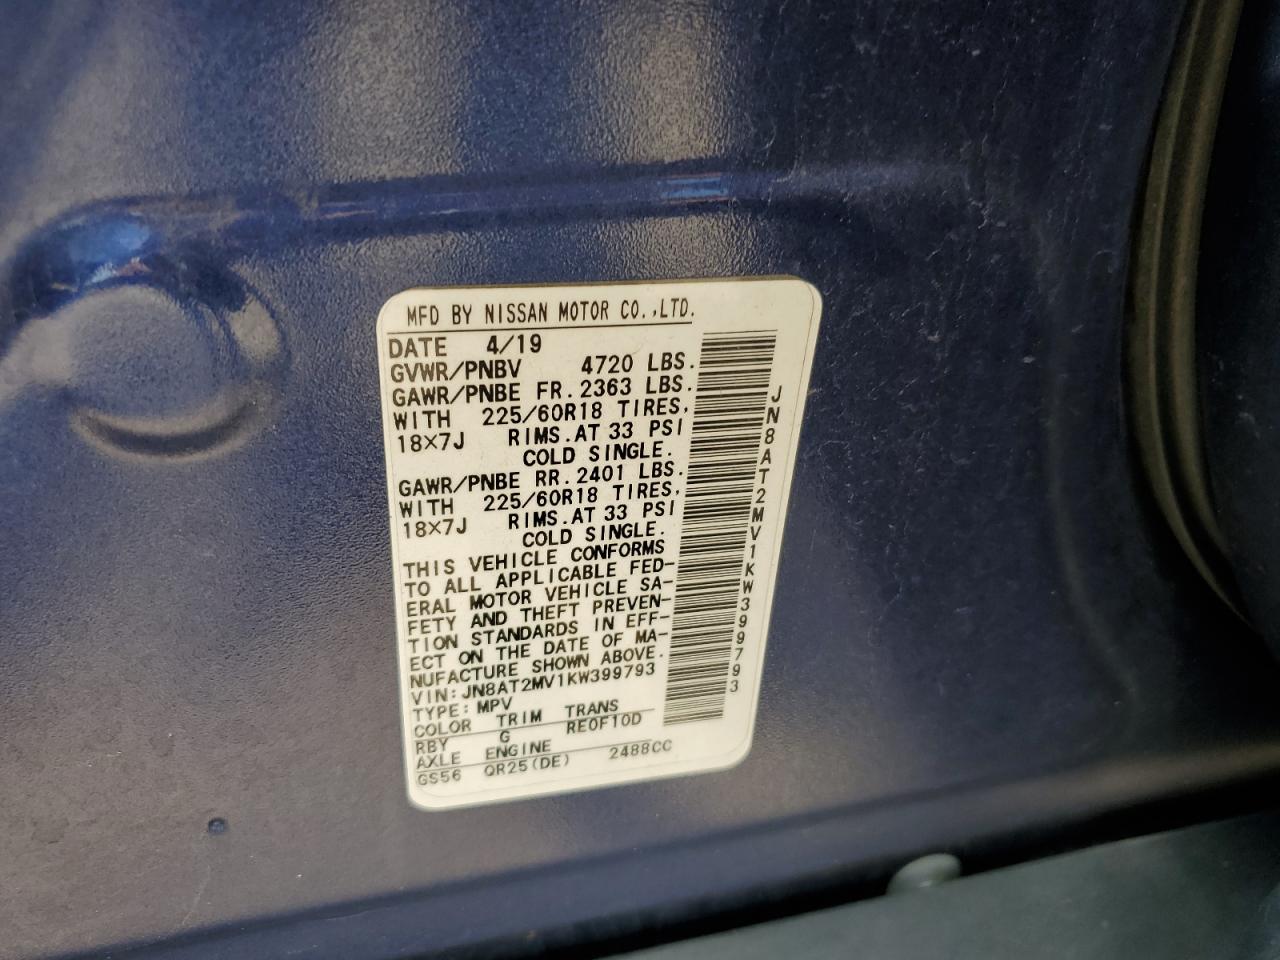 MFD BY NISSAN MOTOR CO.,LTD.
DATE 4/19
GVWR/PNBV 4720 LBS.
GAWR/PNBE FR. 2363 LBS.
WITH 225/60R18 TIRES,
18×7J RIMS.AT 33 PSI
COLD SINGLE.
GAWR/PNBE RR. 2401 LBS.
WITH 225/60R18 TIRES,
18×7J RIMS.AT 33 PSI
COLD SINGLE.
THIS VEHICLE CONFORMS
TO ALL APPLICABLE FED-
ERAL MOTOR VEHICLE SA-
FETY AND THEFT PREVEN-
TION STANDARDS IN EFF-
ECT ON THE DATE OF MA-
NUFACTURE SHOWN ABOVE.
VIN: JN8AT2MV1KW399793
TYPE: MPV
COLOR TRIM TRANS
RBY G RE0F10D
AXLE ENGINE
GS56 QR25(DE) 2488CC
JN8AT2MV1KW399793